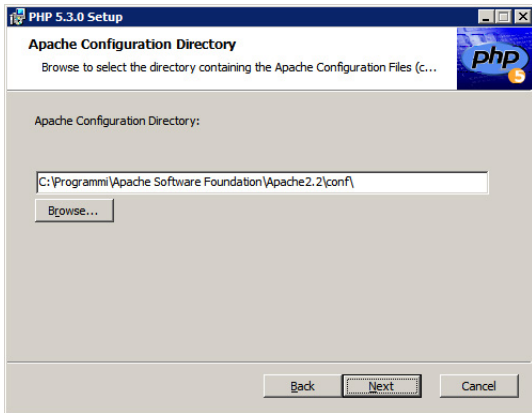 PHP 5.3.0 Setup
Apache Configuration Directory
Browse to select the directory containing the Apache Configuration Files (c...
php
5
Apache Configuration Directory:
C:\Programmi\Apache Software Foundation\Apache2.2\conf\
Browse...
Back Next Cancel